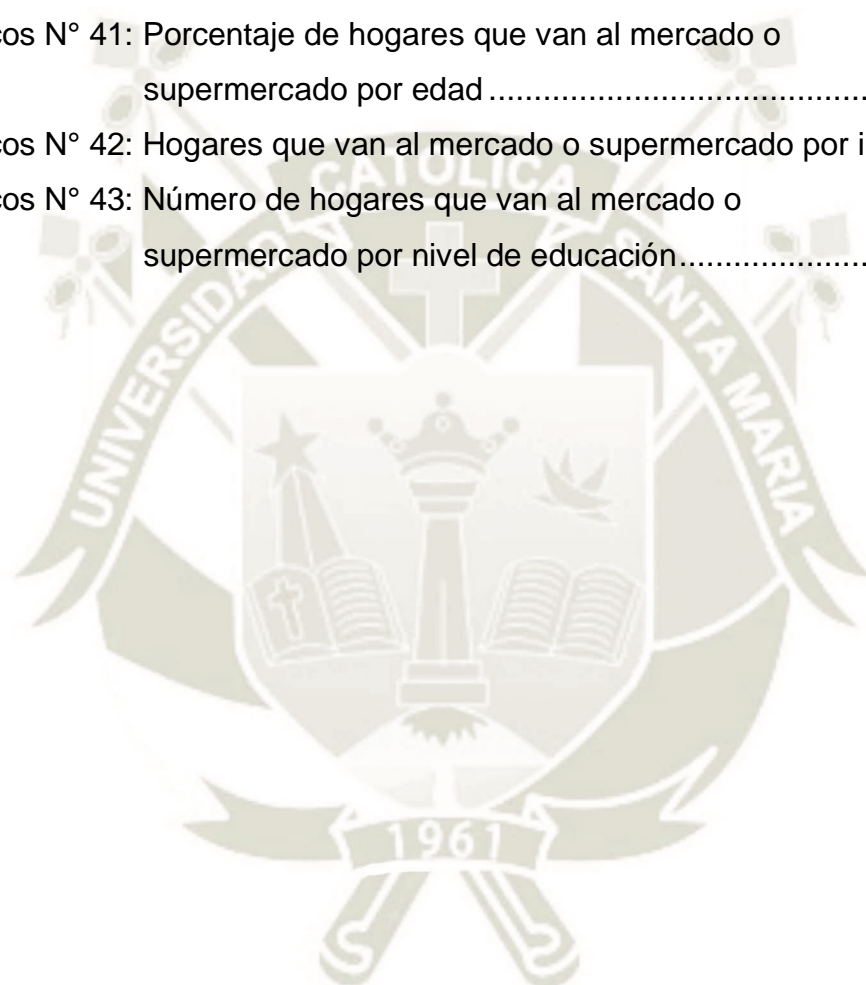 cos N° 41: Porcentaje de hogares que van al mercado o
supermercado por edad ..........................................
cos N° 42: Hogares que van al mercado o supermercado por i
cos N° 43: Número de hogares que van al mercado o
supermercado por nivel de educación.....................
UNIVERSIDAD CATOLICA SANTA MARIA
1961
S D